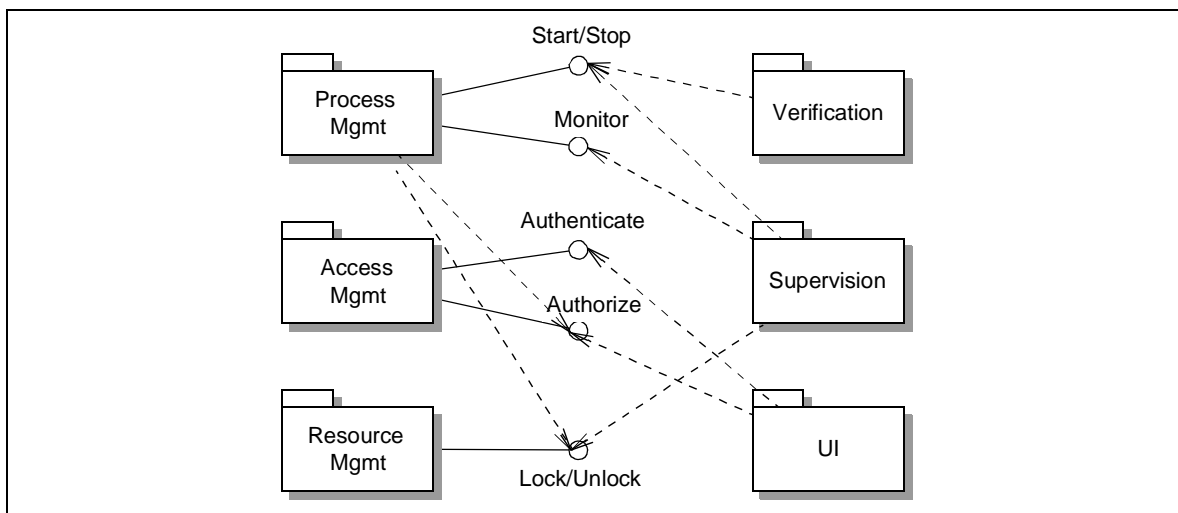 Start/Stop
Process
Mgmt
Verification
Monitor
Authenticate
Access
Mgmt
Supervision
Authorize
Resource
Mgmt
UI
Lock/Unlock